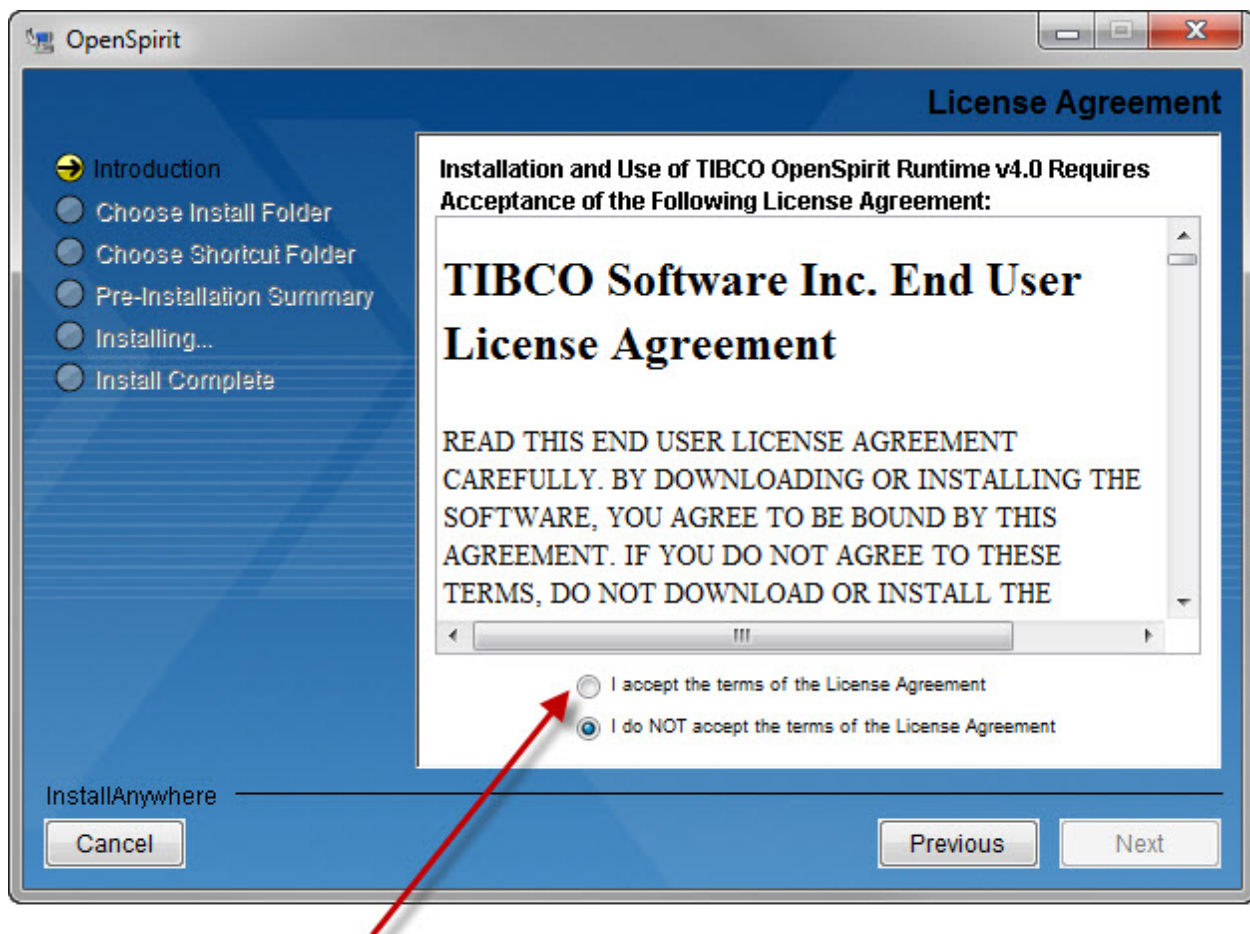 OpenSpirit
License Agreement
Introduction
Choose Install Folder
Choose Shortcut Folder
Pre-Installation Summary
Installing...
Install Complete
Installation and Use of TIBCO OpenSpirit Runtime v4.0 Requires
Acceptance of the Following License Agreement:
TIBCO Software Inc. End User
License Agreement
READ THIS END USER LICENSE AGREEMENT
CAREFULLY. BY DOWNLOADING OR INSTALLING THE
SOFTWARE, YOU AGREE TO BE BOUND BY THIS
AGREEMENT. IF YOU DO NOT AGREE TO THESE
TERMS, DO NOT DOWNLOAD OR INSTALL THE
I accept the terms of the License Agreement
I do NOT accept the terms of the License Agreement
InstallAnywhere
Cancel
Previous
Next